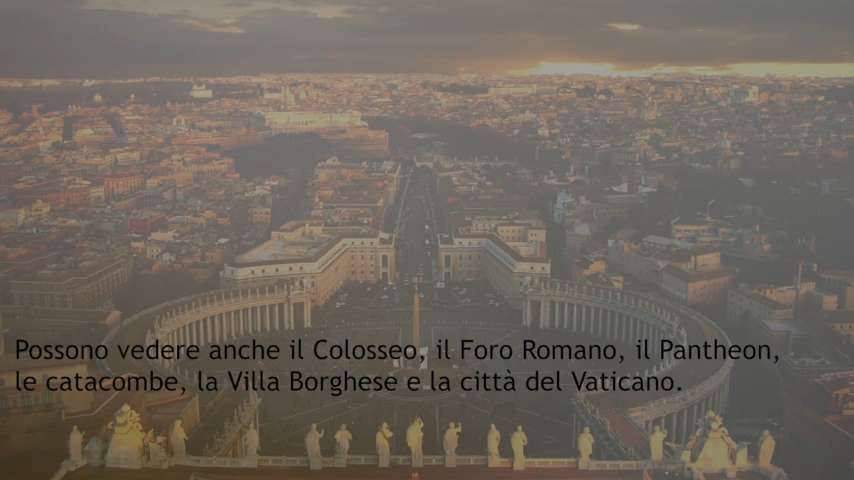 Possono vedere anche il Colosseo, il Foro Romano, il Pantheon,
le catacombe, la Villa Borghese e la città del Vaticano.